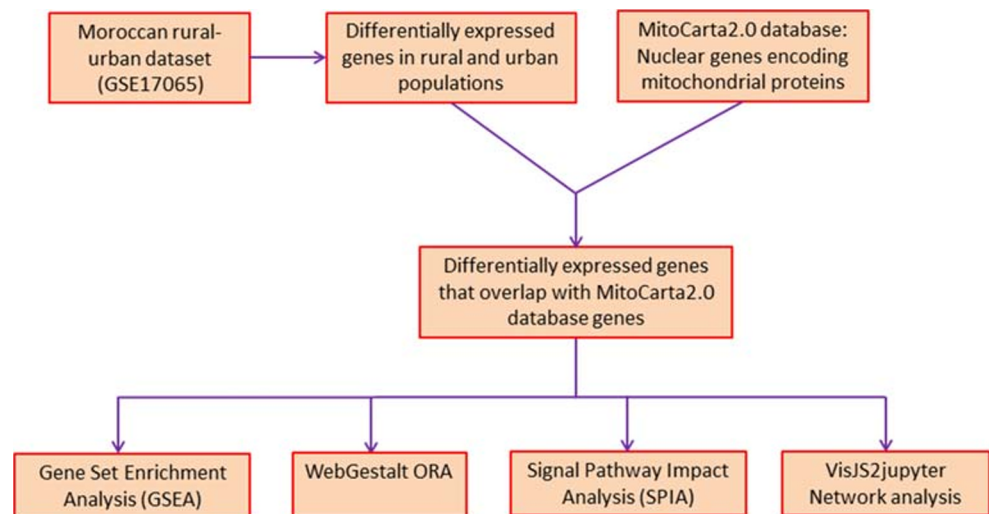 Moroccan rural-
urban dataset
(GSE17065)
Differentially expressed
genes in rural and urban
populations
MitoCarta2.0 database:
Nuclear genes encoding
mitochondrial proteins
Differentially expressed genes
that overlap with MitoCarta2.0
database genes
Gene Set Enrichment
Analysis (GSEA)
WebGestalt ORA
Signal Pathway Impact
Analysis (SPIA)
VisJS2jupyter
Network analysis